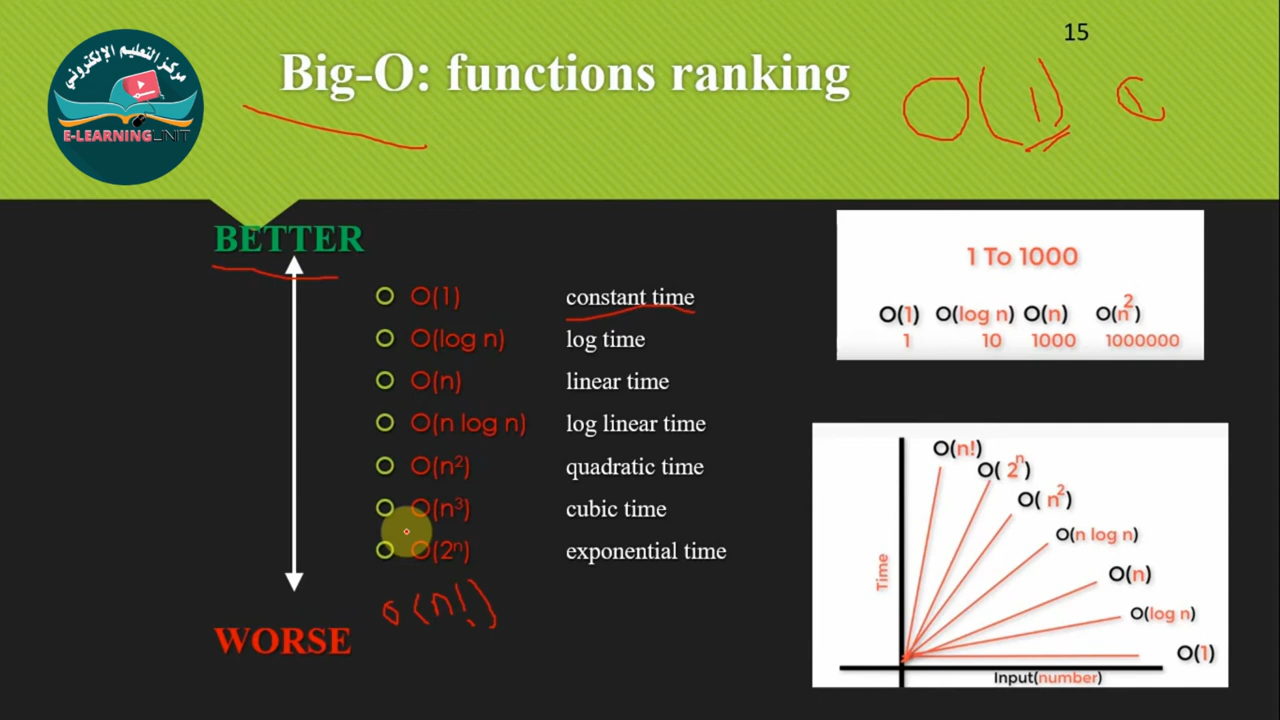 15
Big-O: functions ranking
O(1)
مركز التعليم الإلكتروني
E-LEARNING UNIT
BETTER
O(1) constant time
O(log n) log time
O(n) linear time
O(n log n) log linear time
O(n²) quadratic time
O(n³) cubic time
O(2ⁿ) exponential time
O(n!)
WORSE
1 To 1000
O(1) O(log n) O(n) O(n²)
1 10 1000 1000000
O(n!)
O(2ⁿ)
O(n²)
O(n log n)
O(n)
O(log n)
O(1)
Time
Input(number)